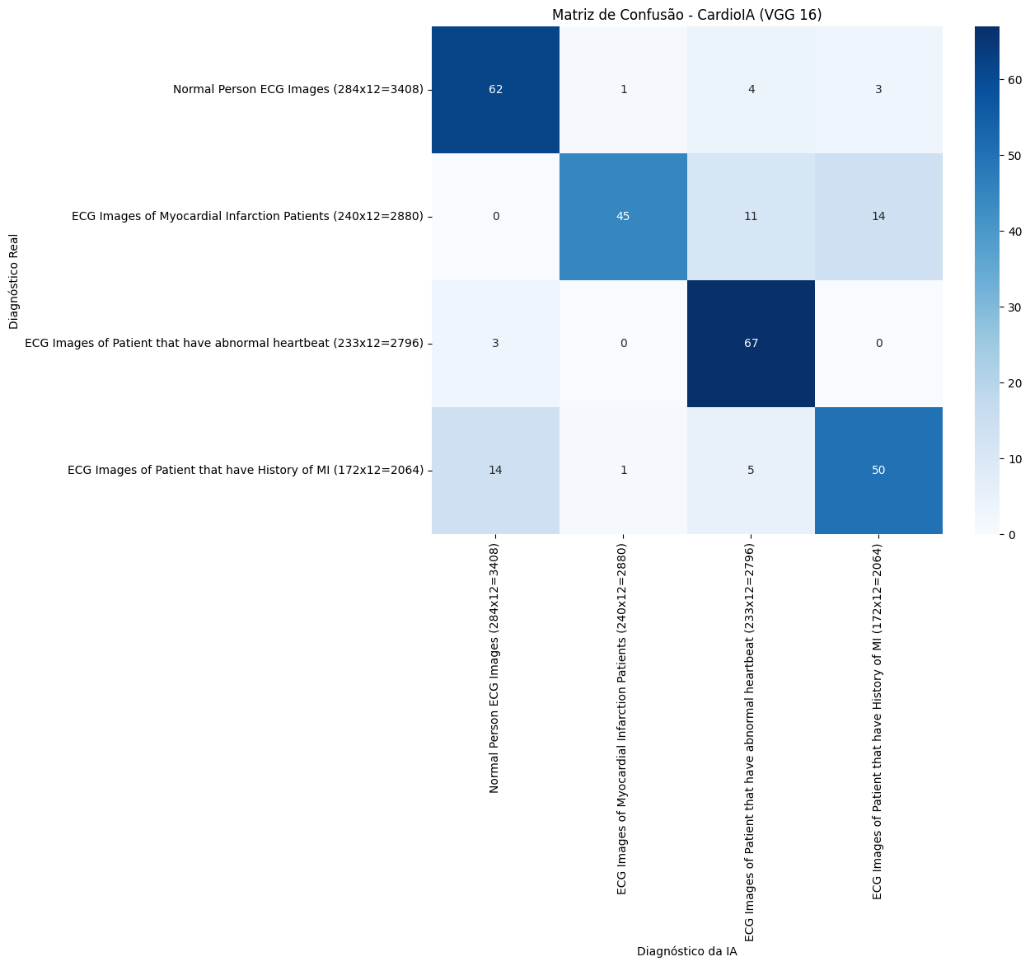 Matriz de Confusão - CardioIA (VGG 16)
Diagnóstico Real
Normal Person ECG Images (284x12=3408)
62 1 4 3
ECG Images of Myocardial Infarction Patients (240x12=2880)
0 45 11 14
ECG Images of Patient that have abnormal heartbeat (233x12=2796)
3 0 67 0
ECG Images of Patient that have History of MI (172x12=2064)
14 1 5 50
Normal Person ECG Images (284x12=3408)
ECG Images of Myocardial Infarction Patients (240x12=2880)
ECG Images of Patient that have abnormal heartbeat (233x12=2796)
ECG Images of Patient that have History of MI (172x12=2064)
Diagnóstico da IA
60
50
40
30
20
10
0